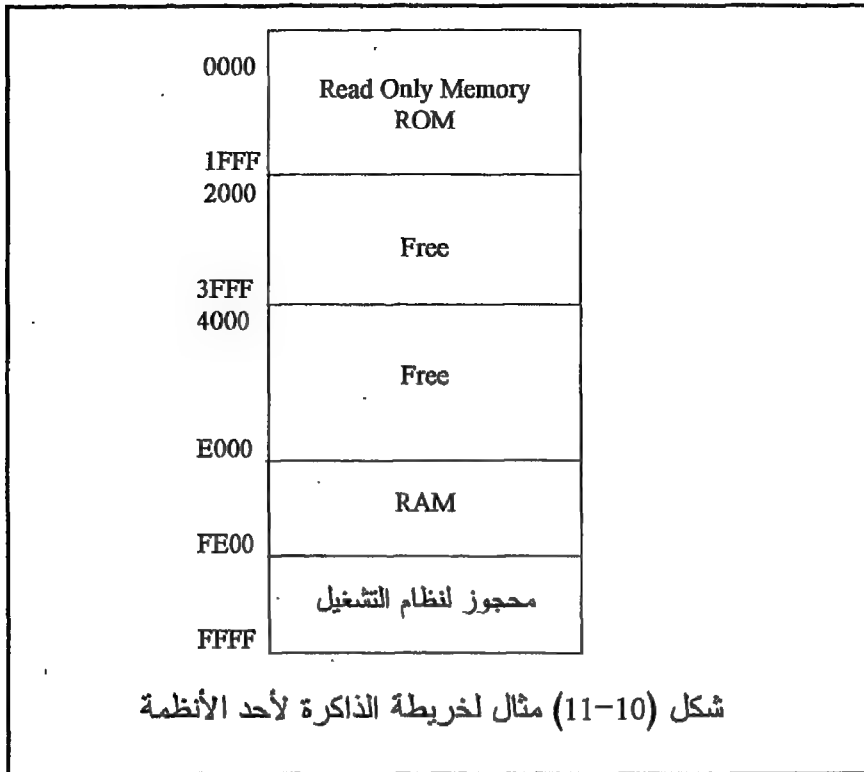 0000
Read Only Memory
ROM
1FFF
2000
Free
3FFF
4000
Free
E000
RAM
FE00
محجوز لنظام التشغيل
FFFF
شكل (10-11) مثال لخريطة الذاكرة لأحد الأنظمة